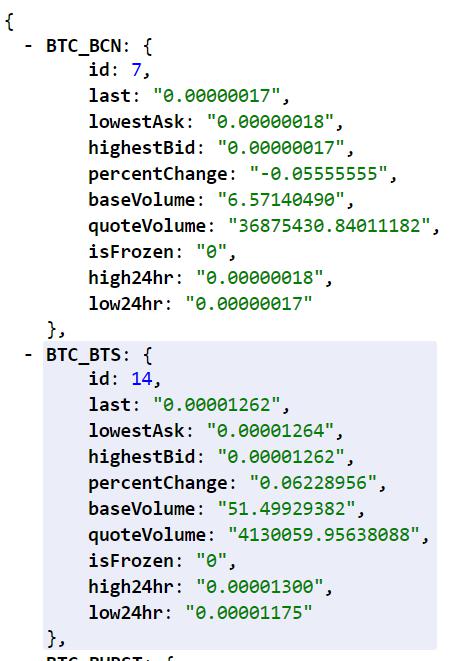 {
- BTC_BCN: {
id: 7,
last: "0.00000017",
lowestAsk: "0.00000018",
highestBid: "0.00000017",
percentChange: "-0.05555555",
baseVolume: "6.57140490",
quoteVolume: "36875430.84011182",
isFrozen: "0",
high24hr: "0.00000018",
low24hr: "0.00000017"
},
- BTC_BTS: {
id: 14,
last: "0.00001262",
lowestAsk: "0.00001264",
highestBid: "0.00001262",
percentChange: "0.06228956",
baseVolume: "51.49929382",
quoteVolume: "4130059.95638088",
isFrozen: "0",
high24hr: "0.00001300",
low24hr: "0.00001175"
},
BTC_BURST: {